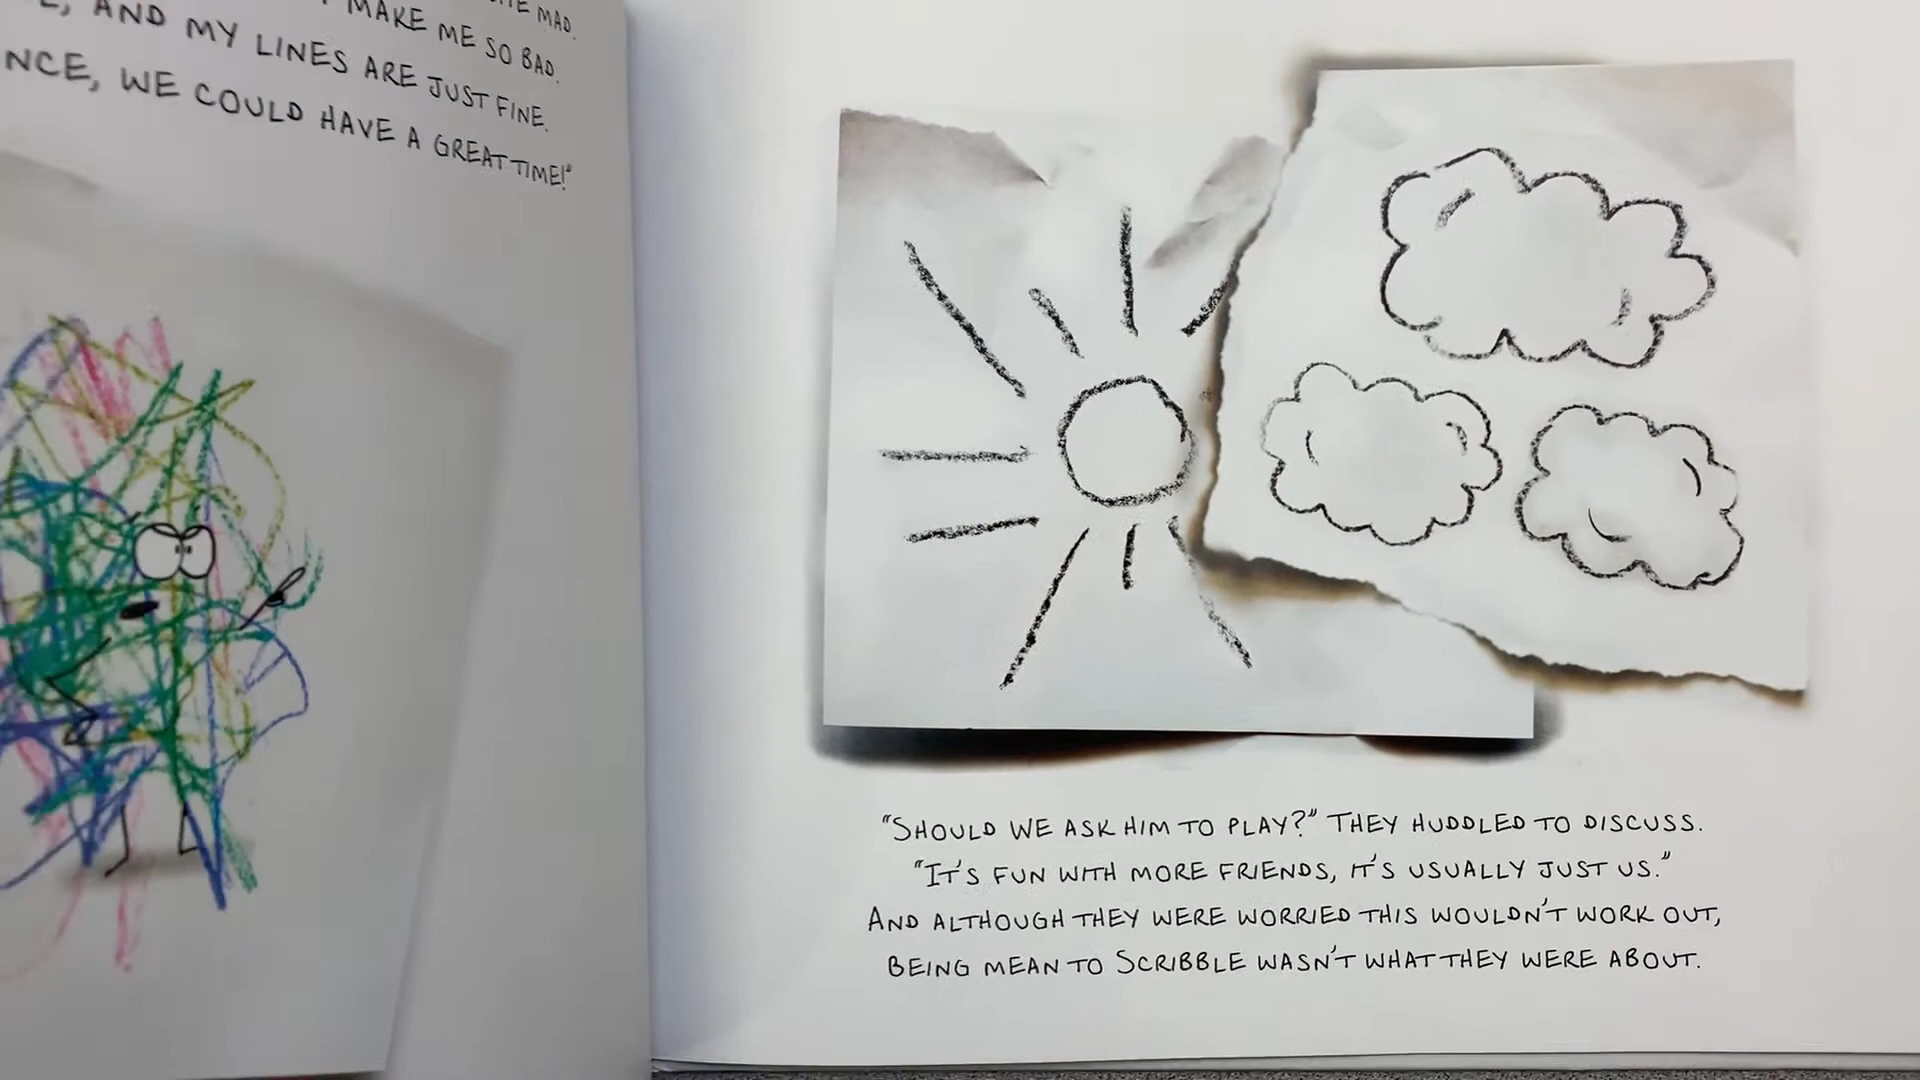 MAD.
MAKE ME SO BAD.
AND MY LINES ARE JUST FINE.
NCE, WE COULD HAVE A GREAT TIME!"
"SHOULD WE ASK HIM TO PLAY?" THEY HUDDLED TO DISCUSS.
"IT'S FUN WITH MORE FRIENDS, IT'S USUALLY JUST US."
AND ALTHOUGH THEY WERE WORRIED THIS WOULDN'T WORK OUT,
BEING MEAN TO SCRIBBLE WASN'T WHAT THEY WERE ABOUT.